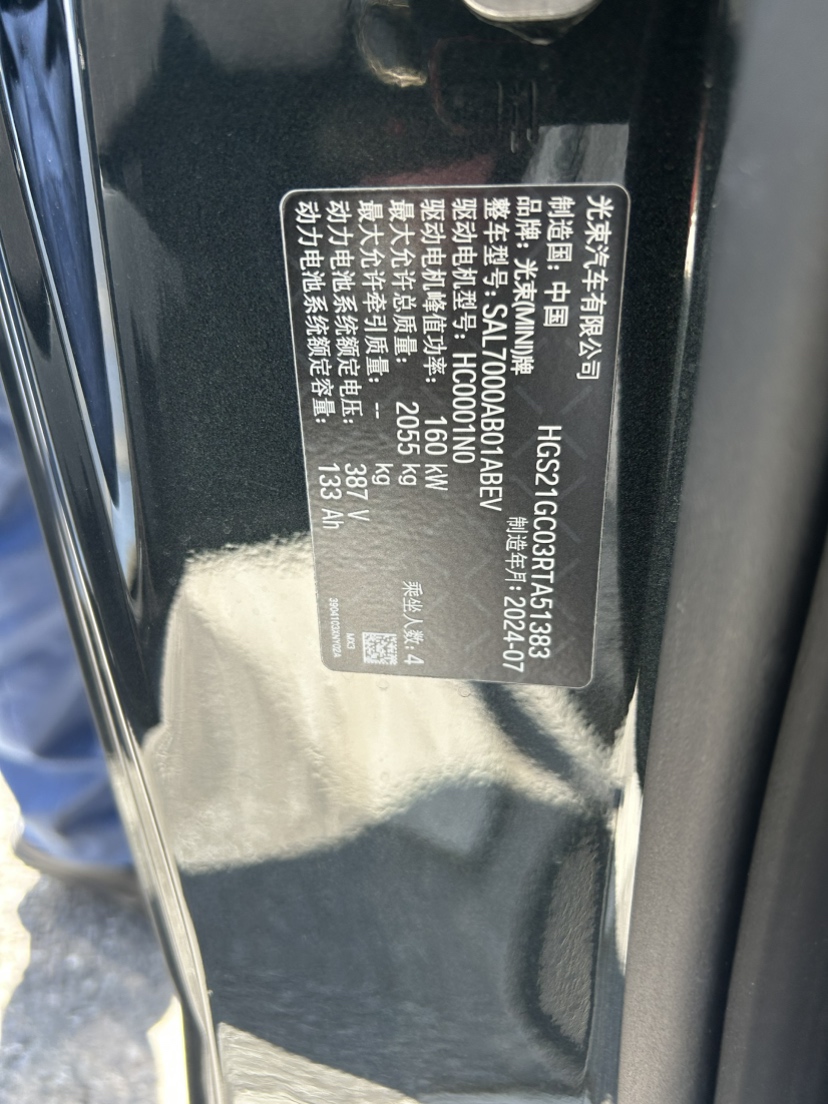 光束汽车有限公司
制造国：中国 HGS21GC03RTA51383
品牌：光束(MINI)牌 制造年月：2024-07
整车型号：SAL7000AB01ABEV
驱动电机型号：HC0001N0
驱动电机峰值功率：160 kW
最大允许总质量：2055 kg 乘坐人数：4
最大允许牵引质量：-- kg
动力电池系统额定电压：387 V
动力电池系统额定容量：133 Ah
MX3